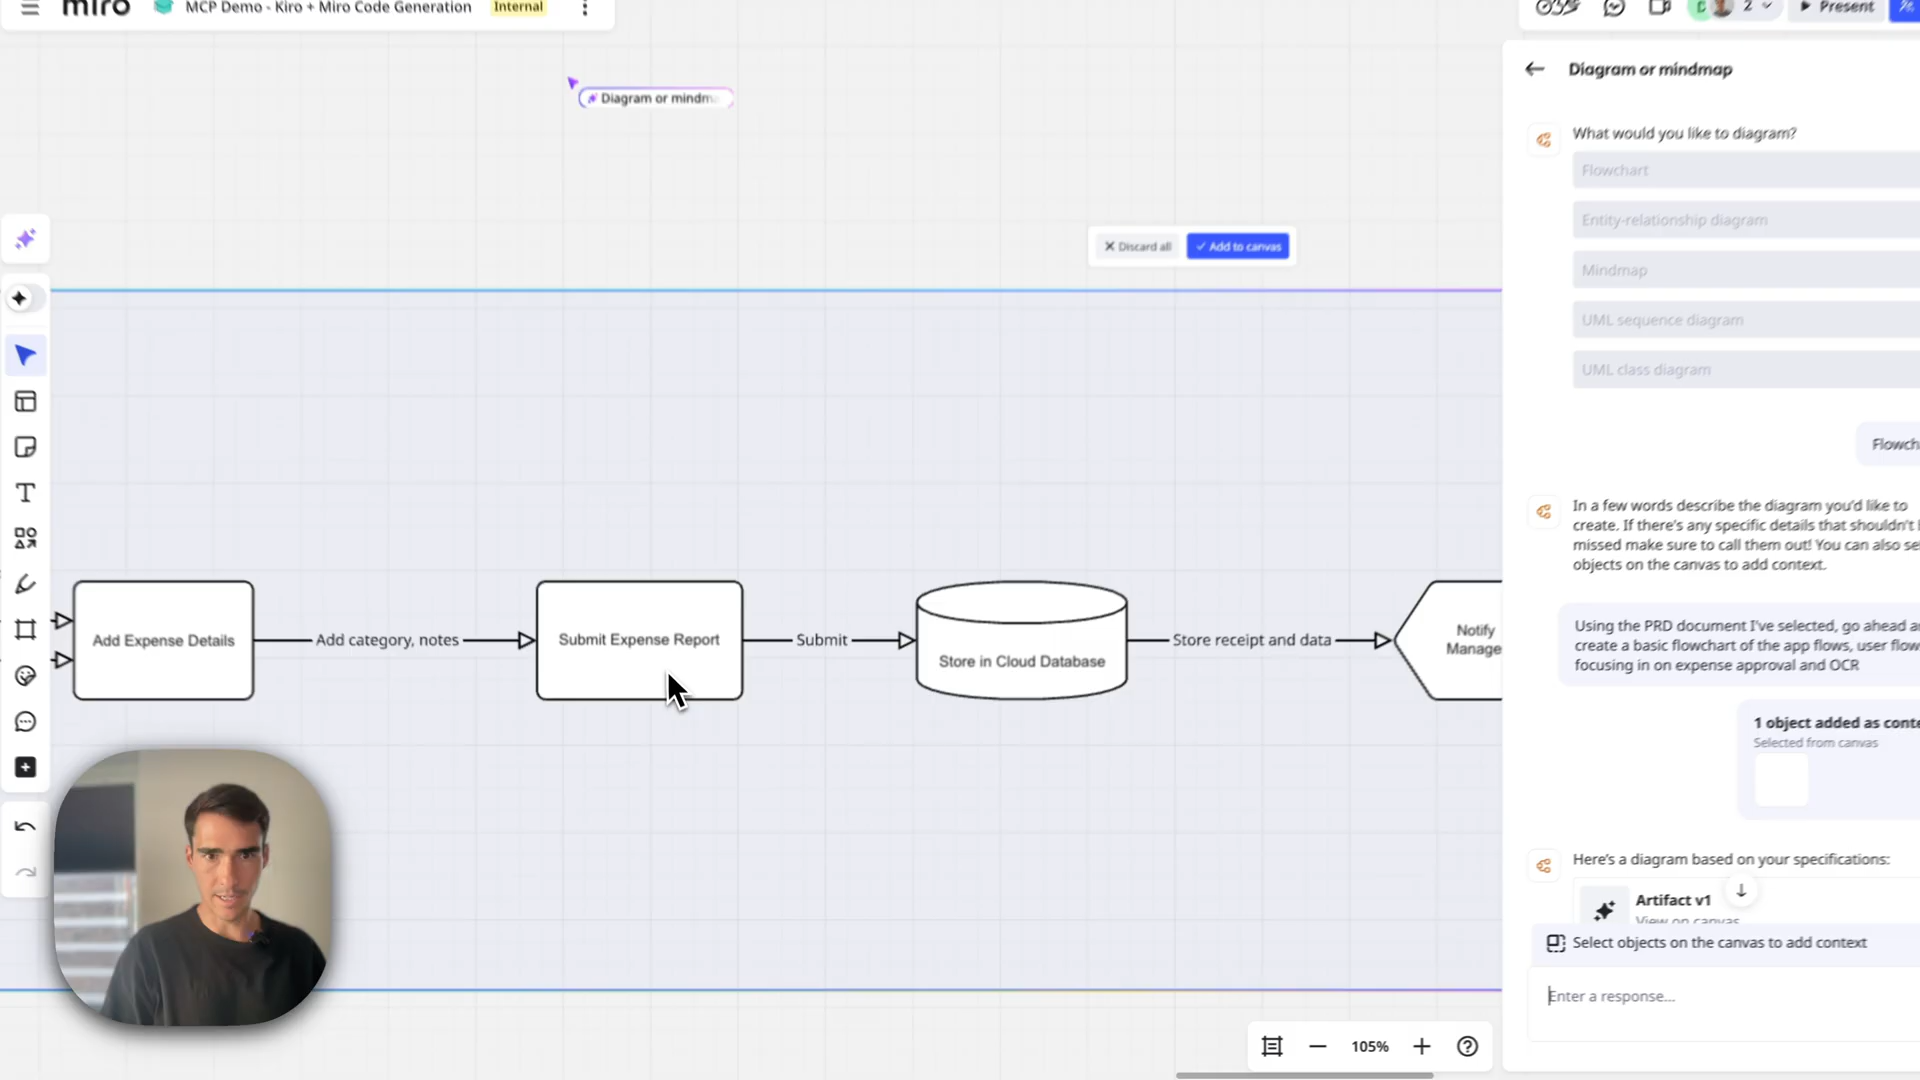 miro
MCP Demo - Kiro + Miro Code Generation
Internal
2
Present
Diagram or mindm
Discard all
Add to canvas
Add Expense Details
Add category, notes
Submit Expense Report
Submit
Store in Cloud Database
Store receipt and data
Notify
Manage
105%
Diagram or mindmap
What would you like to diagram?
Flowchart
Entity-relationship diagram
Mindmap
UML sequence diagram
UML class diagram
Flowch
In a few words describe the diagram you'd like to
create. If there's any specific details that shouldn't
missed make sure to call them out! You can also se
objects on the canvas to add context.
Using the PRD document I've selected, go ahead a
create a basic flowchart of the app flows, user flow
focusing in on expense approval and OCR
1 object added as conte
Selected from canvas
Here's a diagram based on your specifications:
Artifact v1
View on canvas
Select objects on the canvas to add context
Enter a response...